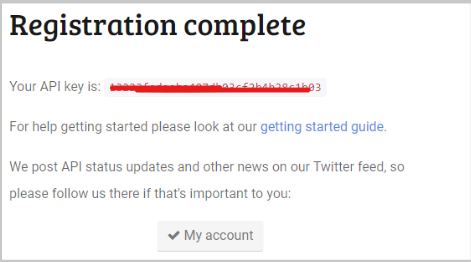 Registration complete
Your API key is:
For help getting started please look at our getting started guide.
We post API status updates and other news on our Twitter feed, so
please follow us there if that's important to you:
✔ My account